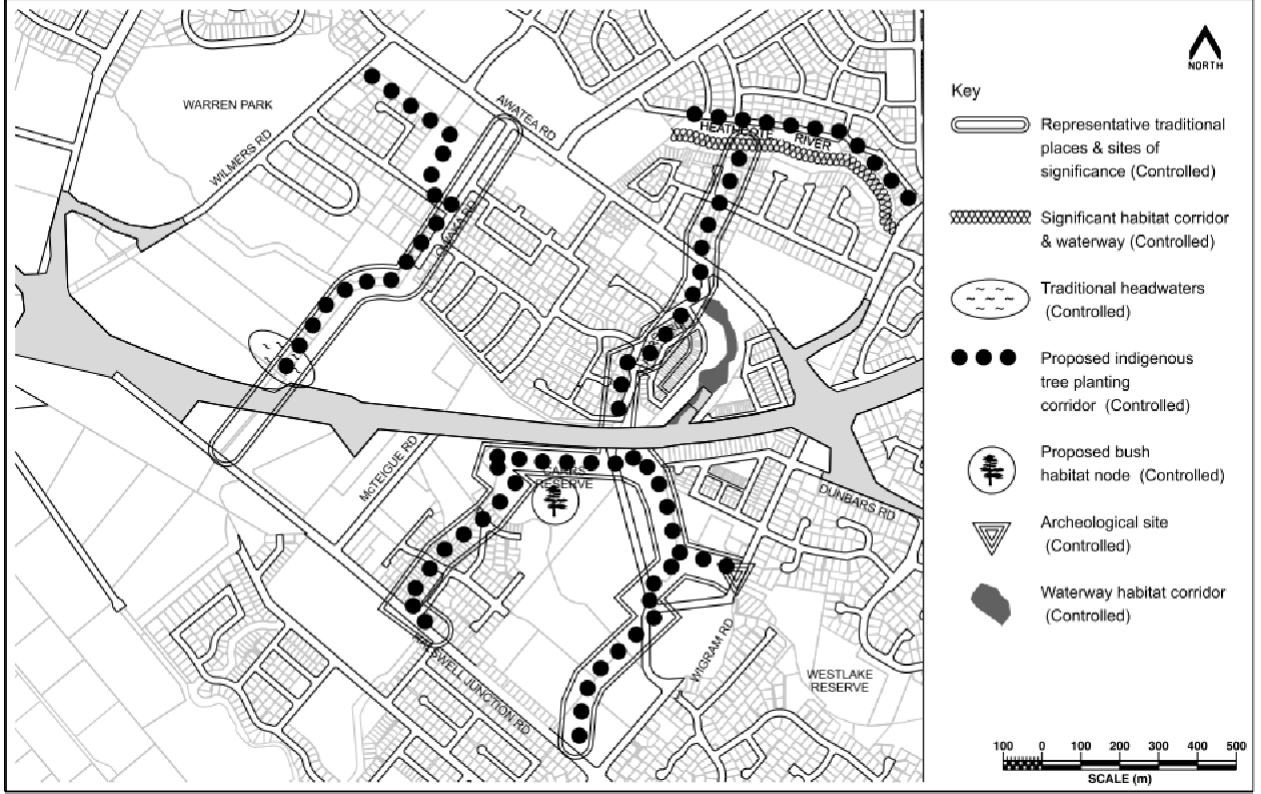 WARREN PARK
WILMERS RD
AWATEA RD
HEATHCOTE RIVER
OWAKA RD
McTEIGUE RD
CARRS
RESERVE
DUNBARS RD
HALSWELL JUNCTION RD
WIGRAM RD
WESTLAKE
RESERVE
NORTH
Key
Representative traditional
places & sites of
significance (Controlled)
Significant habitat corridor
& waterway (Controlled)
Traditional headwaters
(Controlled)
Proposed indigenous
tree planting
corridor (Controlled)
Proposed bush
habitat node (Controlled)
Archeological site
(Controlled)
Waterway habitat corridor
(Controlled)
100 0 100 200 300 400 500
SCALE (m)